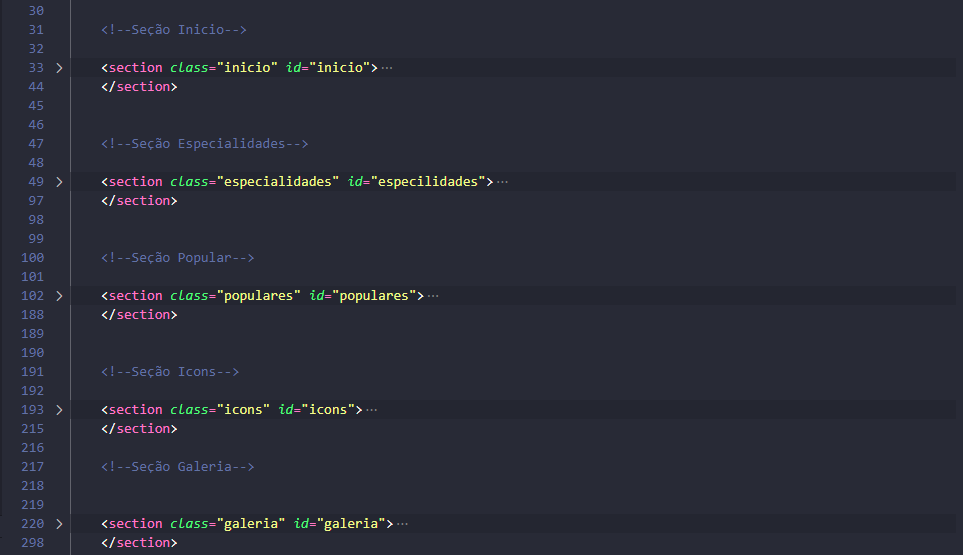 30
31 <!--Seção Inicio-->
32
33 <section class="inicio" id="inicio">···
44 </section>
45
46
47 <!--Seção Especialidades-->
48
49 <section class="especialidades" id="especilidades">···
97 </section>
98
99
100 <!--Seção Popular-->
101
102 <section class="populares" id="populares">···
188 </section>
189
190
191 <!--Seção Icons-->
192
193 <section class="icons" id="icons">···
215 </section>
216
217 <!--Seção Galeria-->
218
219
220 <section class="galeria" id="galeria">···
298 </section>